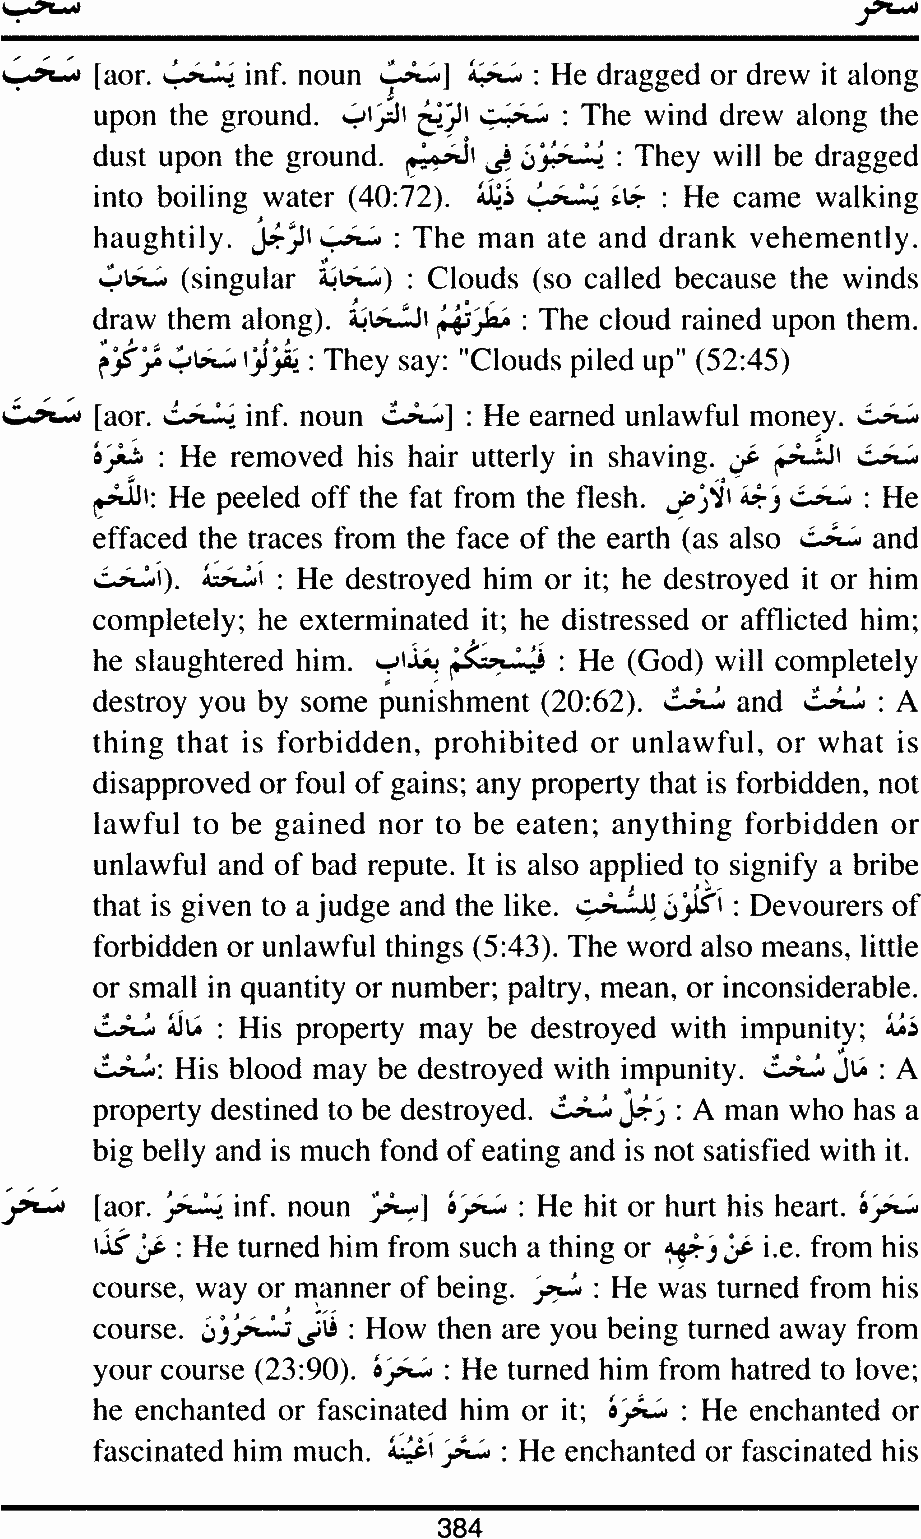 سحب سحر
سَحَبَ [aor. يَسْحَبُ inf. noun سَحْبٌ] سَحَبَهُ : He dragged or drew it along
upon the ground. سَحَبَتِ الرِّيْحُ التُّرَابَ : The wind drew along the
dust upon the ground. يُسْحَبُوْنَ فِى الْحَمِيْمِ : They will be dragged
into boiling water (40:72). جَاءَ يَسْحَبُ ذَيْلَهُ : He came walking
haughtily. سَحَبَ الرَّجُلُ : The man ate and drank vehemently.
سَحَابٌ (singular سَحَابَةٌ) : Clouds (so called because the winds
draw them along). مَطَرَتْهُمُ السَّحَابَةُ : The cloud rained upon them.
يَقُوْلُوْا سَحَابٌ مَّرْكُوْمٌ : They say: "Clouds piled up" (52:45)
سَحَتَ [aor. يَسْحَتُ inf. noun سَحْتٌ] : He earned unlawful money. سَحَتَ
شَعْرَهُ : He removed his hair utterly in shaving. سَحَتَ الشَّحْمَ عَنِ
اللَّحْمِ: He peeled off the fat from the flesh. سَحَتَ وَجْهَ الْاَرْضِ : He
effaced the traces from the face of the earth (as also سَحَّتَ and
اَسْحَتَ). اَسْحَتَهُ : He destroyed him or it; he destroyed it or him
completely; he exterminated it; he distressed or afflicted him;
he slaughtered him. فَيُسْحِتَكُمْ بِعَذَابٍ : He (God) will completely
destroy you by some punishment (20:62). سُحْتٌ and سُحُتٌ : A
thing that is forbidden, prohibited or unlawful, or what is
disapproved or foul of gains; any property that is forbidden, not
lawful to be gained nor to be eaten; anything forbidden or
unlawful and of bad repute. It is also applied to signify a bribe
that is given to a judge and the like. اَكّٰلُوْنَ لِلسُّحْتِ : Devourers of
forbidden or unlawful things (5:43). The word also means, little
or small in quantity or number; paltry, mean, or inconsiderable.
مَالُهُ سُحْتٌ : His property may be destroyed with impunity; دَمُهُ
سُحْتٌ: His blood may be destroyed with impunity. مَالٌ سُحْتٌ : A
property destined to be destroyed. رَجُلٌ سُحْتٌ : A man who has a
big belly and is much fond of eating and is not satisfied with it.
سَحَرَ [aor. يَسْحَرُ inf. noun سِحْرٌ] سَحَرَهُ : He hit or hurt his heart. سَحَرَهُ
عَنْ كَذَا : He turned him from such a thing or عَنْ وَجْهِهِ i.e. from his
course, way or manner of being. سُحِرَ : He was turned from his
course. فَاَنّٰى تُسْحَرُوْنَ : How then are you being turned away from
your course (23:90). سَحَرَهُ : He turned him from hatred to love;
he enchanted or fascinated him or it; سَحَّرَهُ : He enchanted or
fascinated him much. سَحَّرَ اَعْيُنَهُ : He enchanted or fascinated his
384